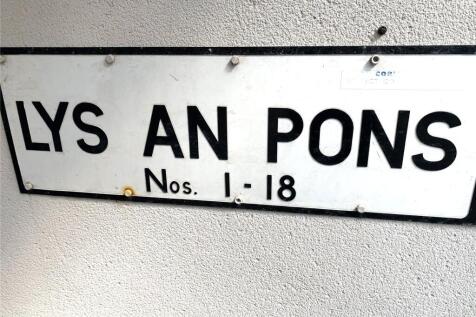 LYS AN PONS
Nos. 1-18